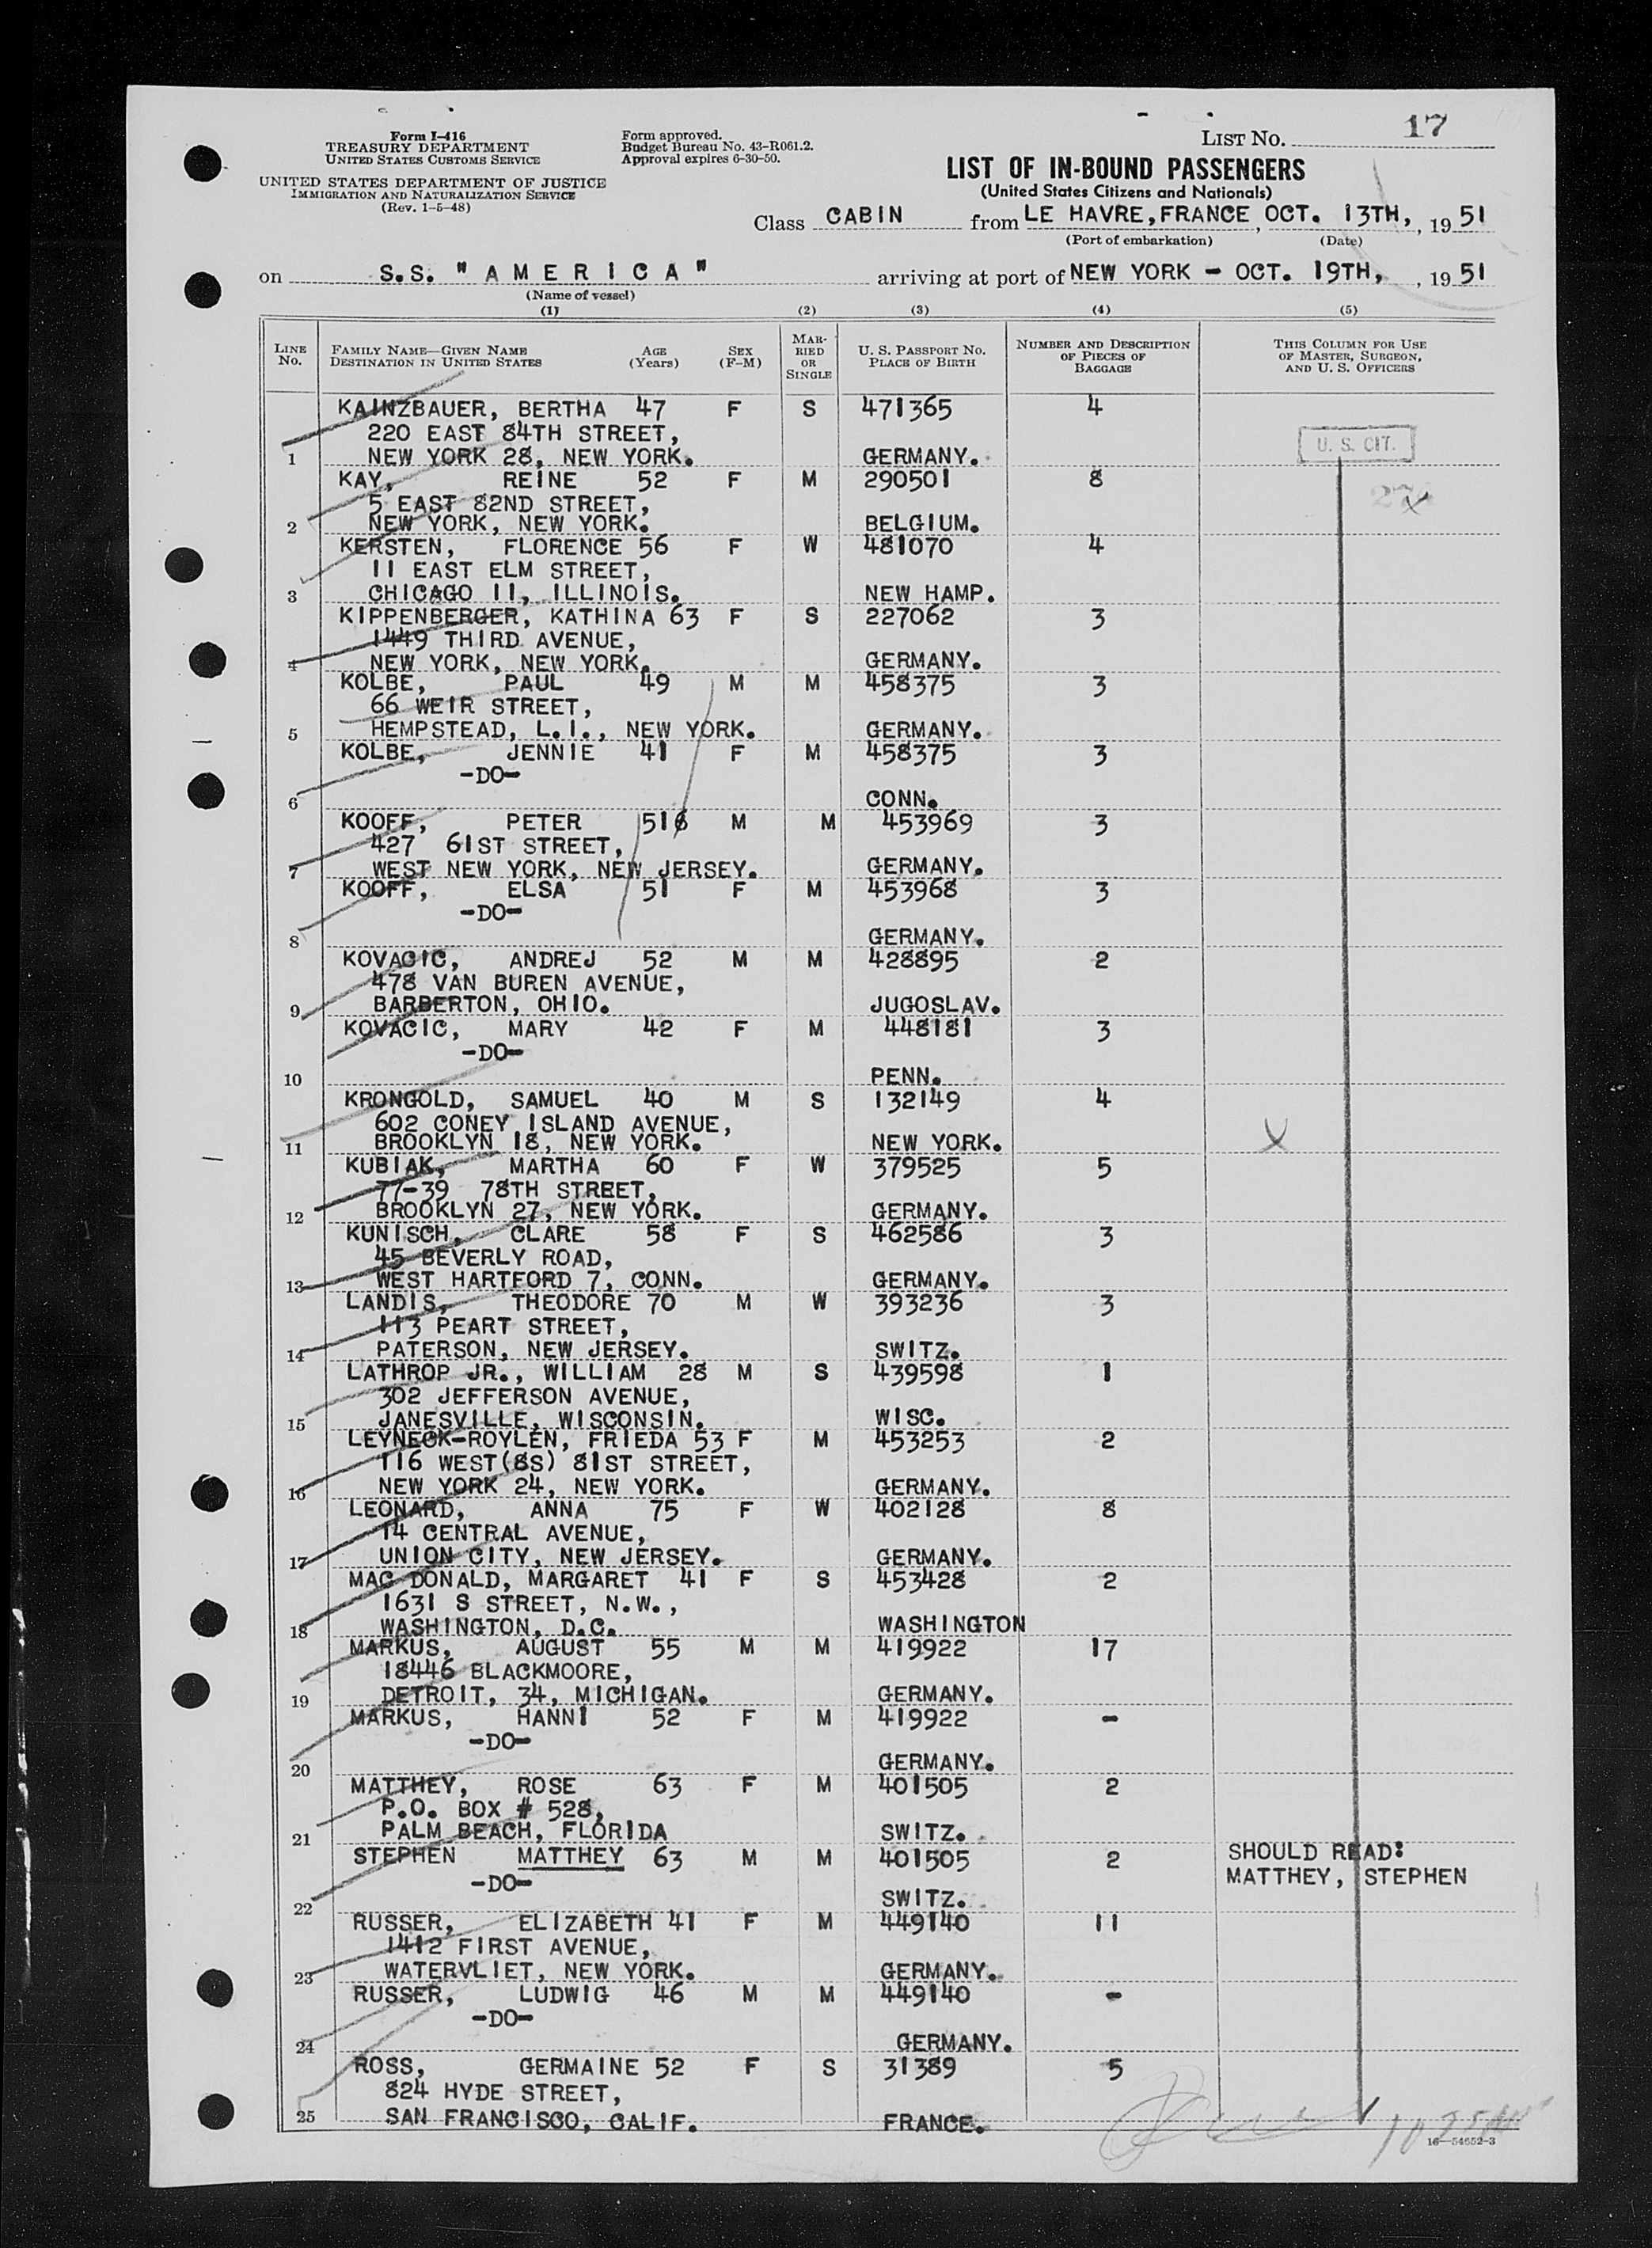 Form I-416
TREASURY DEPARTMENT
UNITED STATES CUSTOMS SERVICE
UNITED STATES DEPARTMENT OF JUSTICE
IMMIGRATION AND NATURALIZATION SERVICE
(Rev. 1-5-48)
Form approved.
Budget Bureau No. 43-R061.2.
Approval expires 6-30-50.
LIST NO. 17
LIST OF IN-BOUND PASSENGERS
(United States Citizens and Nationals)
Class CABIN from LE HAVRE, FRANCE OCT. 13TH, , 1951
(Port of embarkation) (Date)
on S.S. "AMERICA" arriving at port of NEW YORK - OCT. 19TH, , 1951
(Name of vessel)
(1) (2) (3) (4) (5)
LINE No. FAMILY NAME—GIVEN NAME DESTINATION IN UNITED STATES AGE (Years) SEX (F-M) MARRIED OR SINGLE U. S. PASSPORT No. PLACE OF BIRTH NUMBER AND DESCRIPTION OF PIECES OF BAGGAGE THIS COLUMN FOR USE OF MASTER, SURGEON, AND U. S. OFFICERS
KAINZBAUER, BERTHA 47 F S 471365 4
220 EAST 84TH STREET,
U. S. CIT.
1 NEW YORK 28, NEW YORK. GERMANY.
KAY, REINE 52 F M 290501 8
5 EAST 82ND STREET,
2 NEW YORK, NEW YORK. BELGIUM.
KERSTEN, FLORENCE 56 F W 481070 4
11 EAST ELM STREET,
3 CHICAGO 11, ILLINOIS. NEW HAMP.
KIPPENBERGER, KATHINA 63 F S 227062 3
1449 THIRD AVENUE,
4 NEW YORK, NEW YORK. GERMANY.
KOLBE, PAUL 49 M M 458375 3
66 WEIR STREET,
5 HEMPSTEAD, L.I., NEW YORK. GERMANY.
KOLBE, JENNIE 41 F M 458375 3
-DO-
6 CONN.
KOOFF, PETER 516 M M 453969 3
427 61ST STREET,
7 WEST NEW YORK, NEW JERSEY. GERMANY.
KOOFF, ELSA 51 F M 453968 3
-DO-
8 GERMANY.
KOVACIC, ANDREJ 52 M M 428895 2
478 VAN BUREN AVENUE,
9 BARBERTON, OHIO. JUGOSLAV.
KOVACIC, MARY 42 F M 448181 3
-DO-
10 PENN.
KRONGOLD, SAMUEL 40 M S 132149 4
602 CONEY ISLAND AVENUE,
11 BROOKLYN 18, NEW YORK. NEW YORK. X
KUBIAK, MARTHA 60 F W 379525 5
77-39 78TH STREET,
12 BROOKLYN 27, NEW YORK. GERMANY.
KUNISCH, CLARE 58 F S 462586 3
45 BEVERLY ROAD,
13 WEST HARTFORD 7, CONN. GERMANY.
LANDIS, THEODORE 70 M W 393236 3
113 PEART STREET,
14 PATERSON, NEW JERSEY. SWITZ.
LATHROP JR., WILLIAM 28 M S 439598 1
302 JEFFERSON AVENUE,
15 JANESVILLE, WISCONSIN. WISC.
LEYNECK-ROYLEN, FRIEDA 53 F M 453253 2
116 WEST(8S) 81ST STREET,
16 NEW YORK 24, NEW YORK. GERMANY.
LEONARD, ANNA 75 F W 402128 8
14 CENTRAL AVENUE,
17 UNION CITY, NEW JERSEY. GERMANY.
MAC DONALD, MARGARET 41 F S 453428 2
1631 S STREET, N.W.,
18 WASHINGTON, D.C. WASHINGTON
MARKUS, AUGUST 55 M M 419922 17
18446 BLACKMOORE,
19 DETROIT, 34, MICHIGAN. GERMANY.
MARKUS, HANNI 52 F M 419922 -
-DO-
20 GERMANY.
MATTHEY, ROSE 63 F M 401505 2
P.O. BOX # 528,
21 PALM BEACH, FLORIDA SWITZ.
STEPHEN MATTHEY 63 M M 401505 2 SHOULD READ:
-DO- MATTHEY, STEPHEN
22 SWITZ.
RUSSER, ELIZABETH 41 F M 449140 11
1412 FIRST AVENUE,
23 WATERVLIET, NEW YORK. GERMANY.
RUSSER, LUDWIG 46 M M 449140 -
-DO-
24 GERMANY.
ROSS, GERMAINE 52 F S 31389 5
824 HYDE STREET,
25 SAN FRANCISCO, CALIF. FRANCE.
16-54652-3